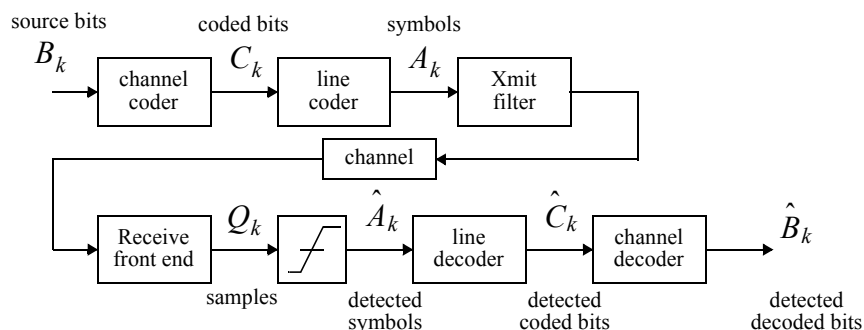 source bits
coded bits
symbols
B_k
C_k
A_k
channel
coder
line
coder
Xmit
filter
channel
Receive
front end
Q_k
Â_k
line
decoder
Ĉ_k
channel
decoder
B̂_k
samples
detected
symbols
detected
coded bits
detected
decoded bits